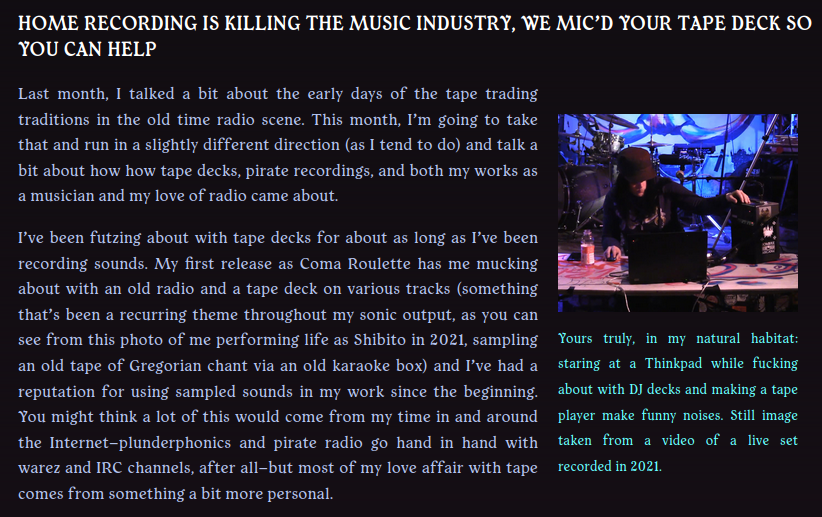 HOME RECORDING IS KILLING THE MUSIC INDUSTRY, WE MIC'D YOUR TAPE DECK SO
YOU CAN HELP
Last month, I talked a bit about the early days of the tape trading
traditions in the old time radio scene. This month, I'm going to take
that and run in a slightly different direction (as I tend to do) and talk a
bit about how how tape decks, pirate recordings, and both my works as
a musician and my love of radio came about.
I've been futzing about with tape decks for about as long as I've been
recording sounds. My first release as Cona Roulette has me mucking
about with an old radio and a tape deck on various tracks (something
that's been a recurring theme throughout my sonic output, as you can
see from this photo of me performing life as Shibito in 2021, sampling
an old tape of Gregorian chant via an old karaoke box) and I've had a
reputation for using sampled sounds in my work since the beginning.
You might think a lot of this would come from my time in and around
the Internet–plunderphonics and pirate radio go hand in hand with
warez and IRC channels, after all–but most of my love affair with tape
comes from something a bit more personal.
Yours truly, in my natural habitat:
staring at a Thinkpad while fucking
about with DJ decks and making a tape
player make funny noises. Still image
taken from a video of a live set
recorded in 2021.